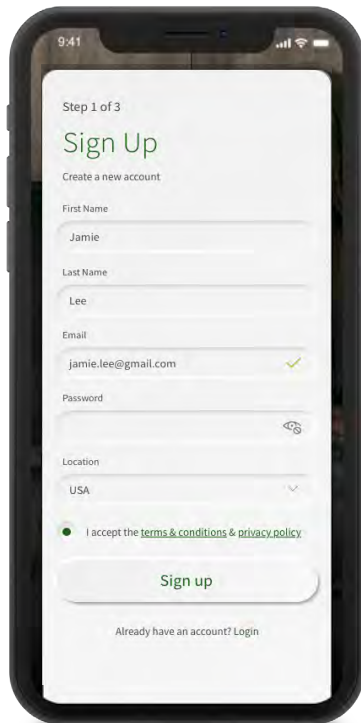 9:41
Step 1 of 3
Sign Up
Create a new account
First Name
Jamie
Last Name
Lee
Email
jamie.lee@gmail.com
Password
Location
USA
I accept the terms & conditions & privacy policy
Sign up
Already have an account? Login